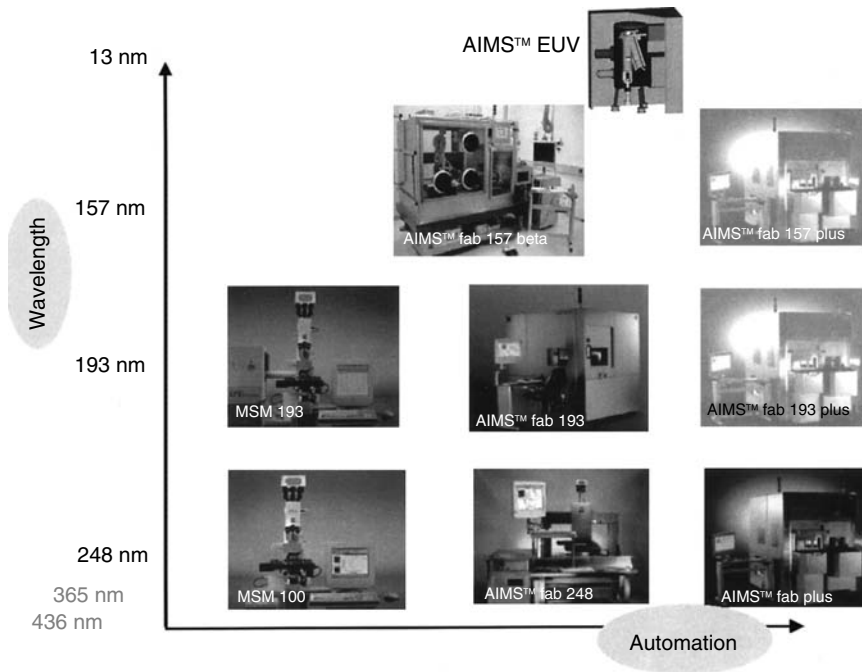 AIMS™ EUV
13 nm
157 nm
AIMS™ fab 157 beta
AIMS™ fab 157 plus
Wavelength
193 nm
MSM 193
AIMS™ fab 193
AIMS™ fab 193 plus
248 nm
365 nm
436 nm
MSM 100
AIMS™ fab 248
AIMS™ fab plus
Automation